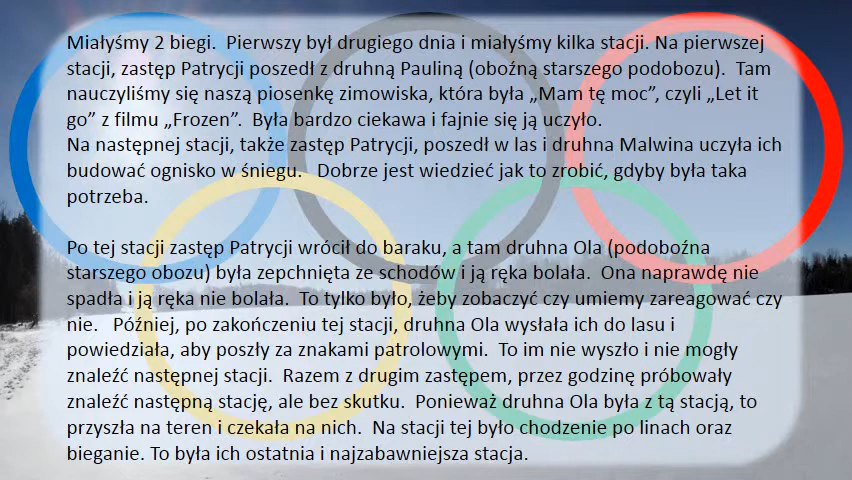 Miałyśmy 2 biegi.  Pierwszy był drugiego dnia i miałyśmy kilka stacji. Na pierwszej
stacji, zastęp Patrycji poszedł z druhną Pauliną (oboźną starszego podobozu).  Tam
nauczyliśmy się naszą piosenkę zimowiska, która była „Mam tę moc”, czyli „Let it
go” z filmu „Frozen”.  Była bardzo ciekawa i fajnie się ją uczyło.
Na następnej stacji, także zastęp Patrycji, poszedł w las i druhna Malwina uczyła ich
budować ognisko w śniegu.   Dobrze jest wiedzieć jak to zrobić, gdyby była taka
potrzeba.
Po tej stacji zastęp Patrycji wrócił do baraku, a tam druhna Ola (podoboźna
starszego obozu) była zepchnięta ze schodów i ją ręka bolała.  Ona naprawdę nie
spadła i ją ręka nie bolała.  To tylko było, żeby zobaczyć czy umiemy zareagować czy
nie.   Później, po zakończeniu tej stacji, druhna Ola wysłała ich do lasu i
powiedziała, aby poszły za znakami patrolowymi.  To im nie wyszło i nie mogły
znaleźć następnej stacji.  Razem z drugim zastępem, przez godzinę próbowały
znaleźć następną stację, ale bez skutku.  Ponieważ druhna Ola była z tą stacją, to
przyszła na teren i czekała na nich.  Na stacji tej było chodzenie po linach oraz
bieganie. To była ich ostatnia i najzabawniejsza stacja.